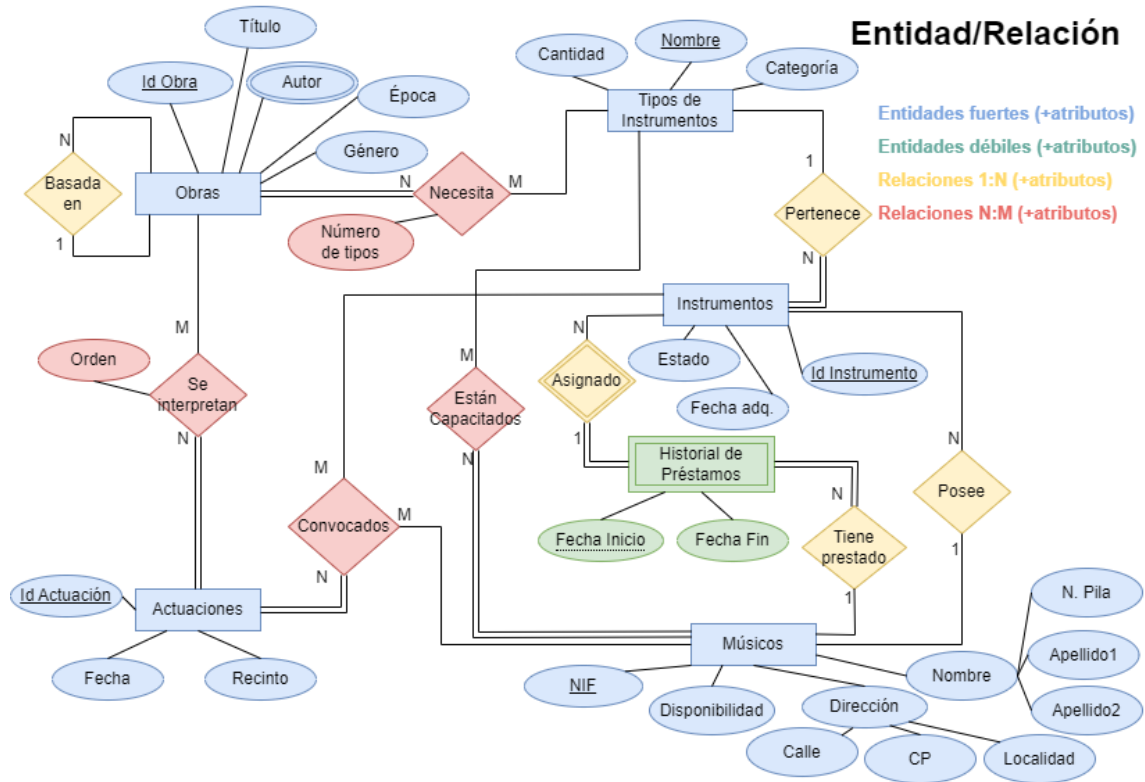 Entidad/Relación
Título
Id Obra
Autor
Época
Género
Cantidad
Nombre
Categoría
Tipos de
Instrumentos
Entidades fuertes (+atributos)
Entidades débiles (+atributos)
Relaciones 1:N (+atributos)
Relaciones N:M (+atributos)
N
Basada
en
1
Obras
N
Necesita
M
Número
de tipos
1
Pertenece
N
Instrumentos
Estado
Fecha adq.
Id Instrumento
M
Orden
Se
interpretan
N
M
Están
Capacitados
N
N
Asignado
1
Historial de
Préstamos
Fecha Inicio
Fecha Fin
N
Tiene
prestado
1
N
Posee
1
M
Convocados
M
N
Id Actuación
Actuaciones
Fecha
Recinto
Músicos
NIF
Disponibilidad
Dirección
Calle
CP
Localidad
Nombre
N. Pila
Apellido1
Apellido2